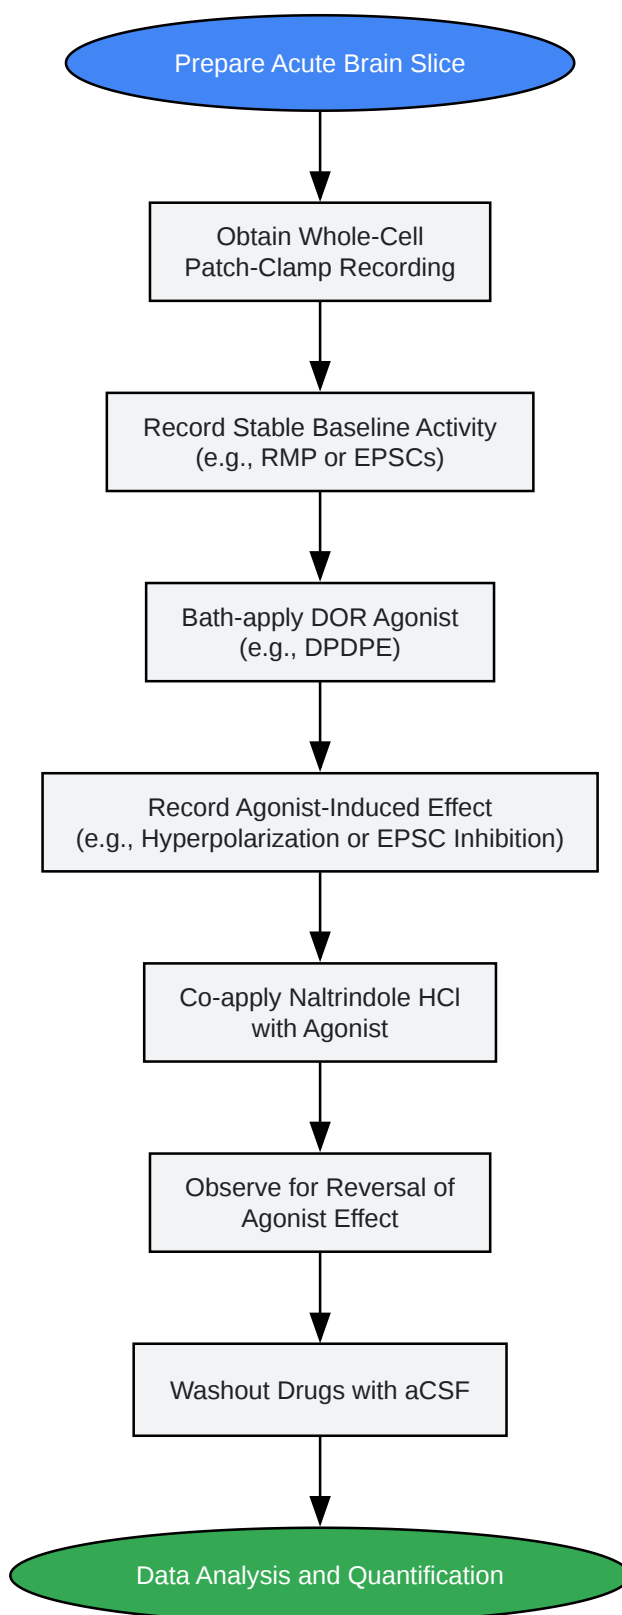 Prepare Acute Brain Slice
Obtain Whole-Cell
Patch-Clamp Recording
Record Stable Baseline Activity
(e.g., RMP or EPSCs)
Bath-apply DOR Agonist
(e.g., DPDPE)
Record Agonist-Induced Effect
(e.g., Hyperpolarization or EPSC Inhibition)
Co-apply Naltrindole HCl
with Agonist
Observe for Reversal of
Agonist Effect
Washout Drugs with aCSF
Data Analysis and Quantification